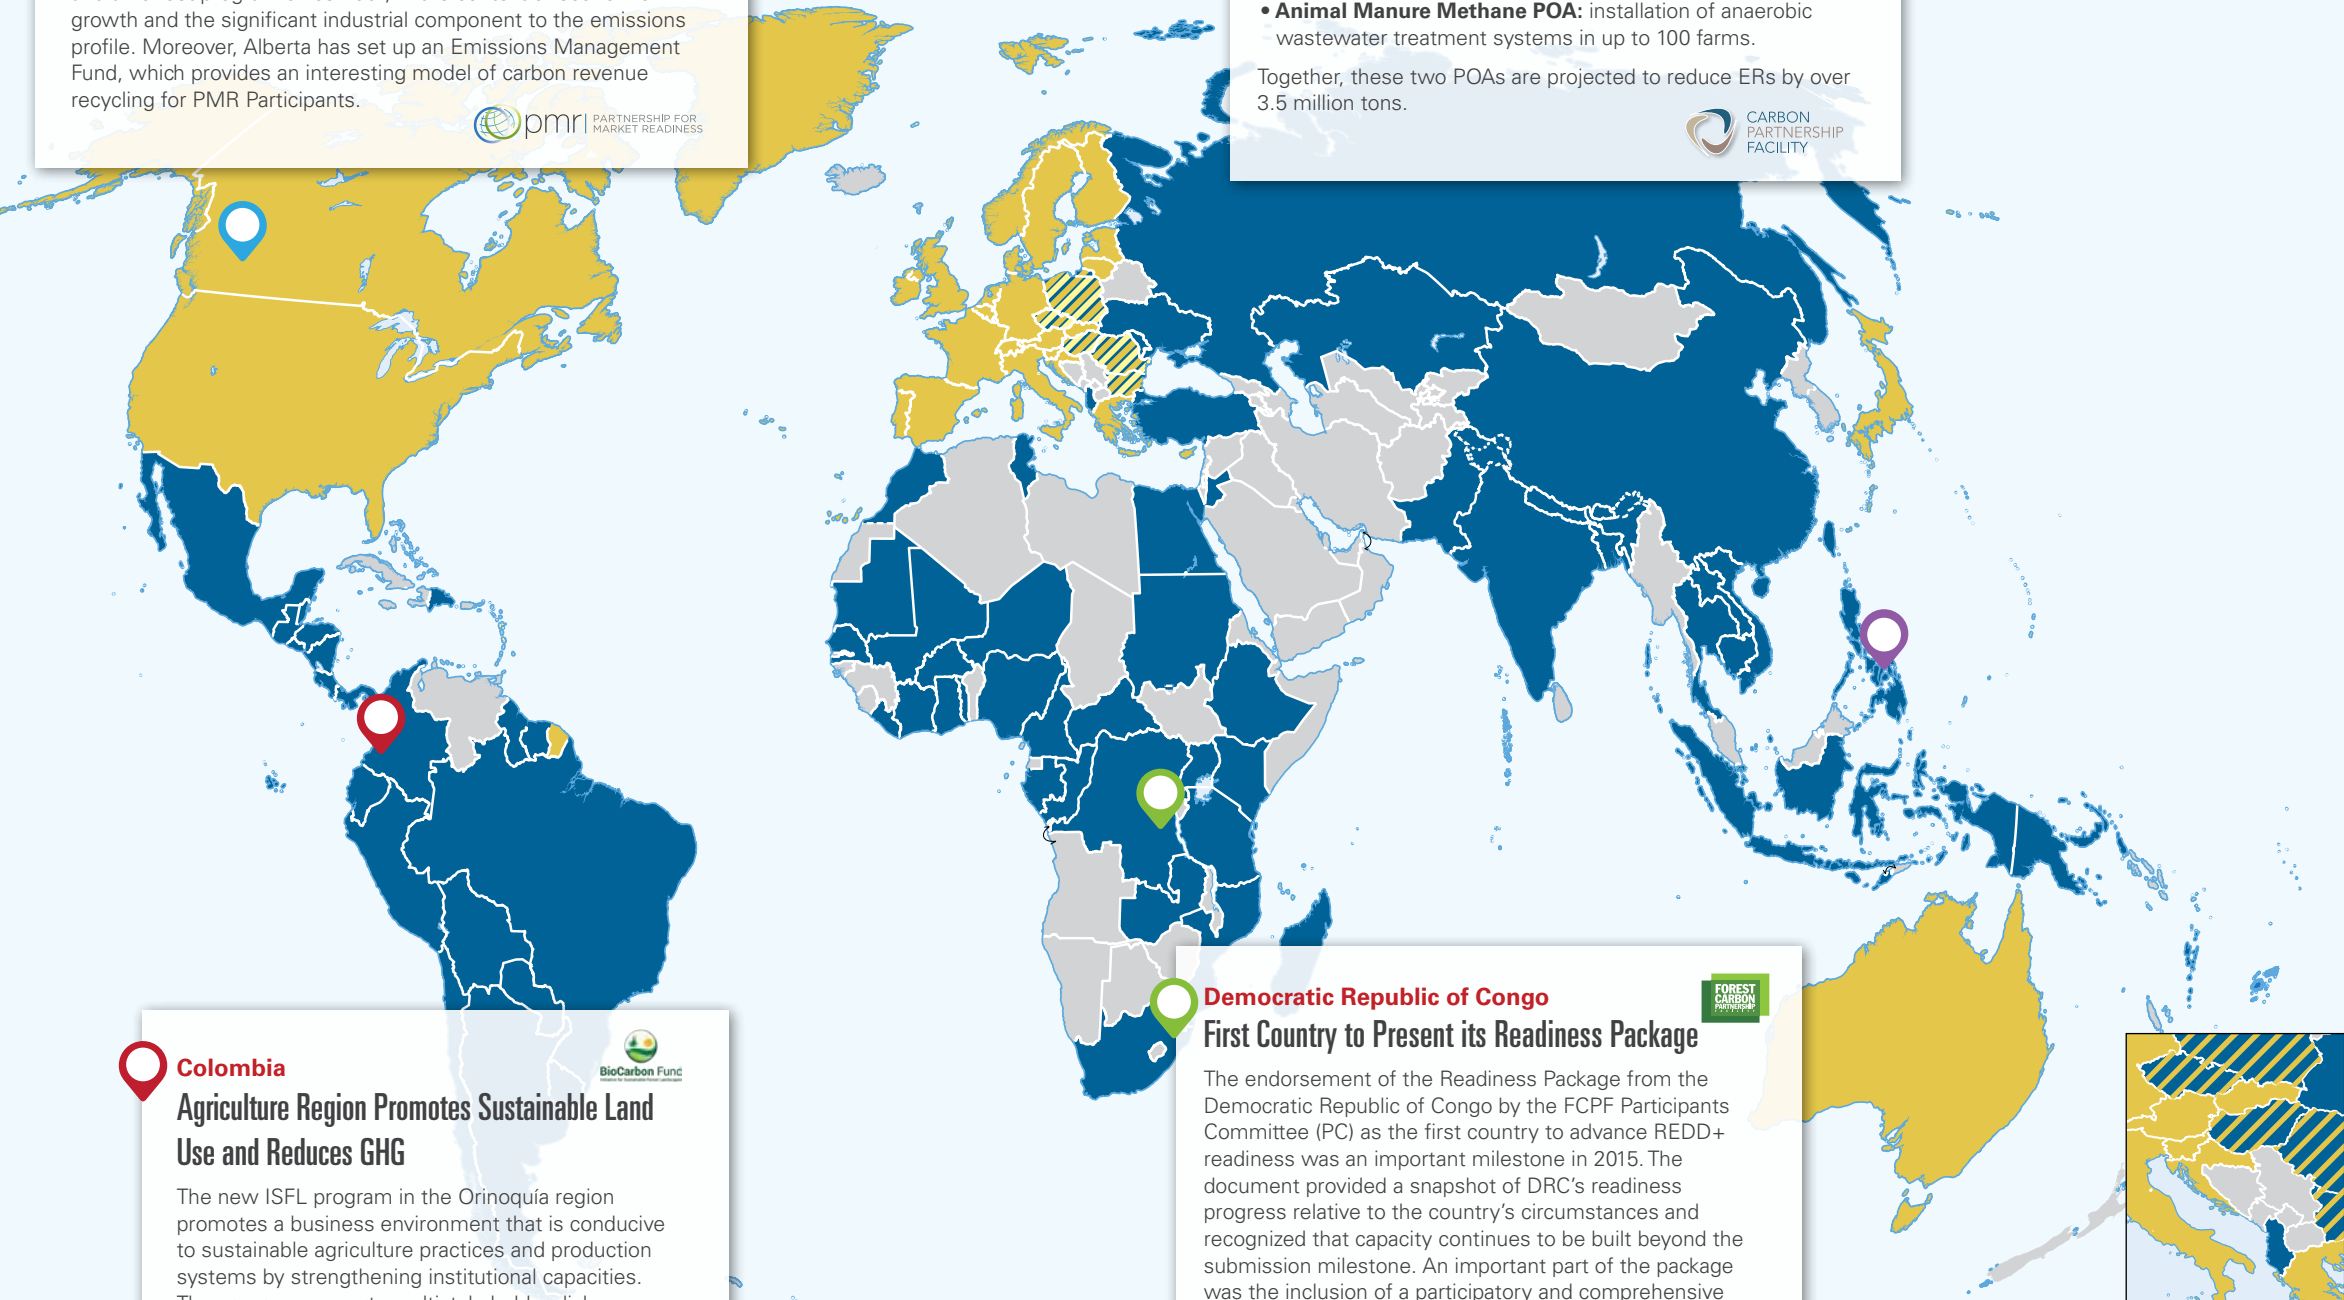 growth and the significant industrial component to the emissions
profile. Moreover, Alberta has set up an Emissions Management
Fund, which provides an interesting model of carbon revenue
recycling for PMR Participants.
pmr PARTNERSHIP FOR
MARKET READINESS
• Animal Manure Methane POA: installation of anaerobic
wastewater treatment systems in up to 100 farms.
Together, these two POAs are projected to reduce ERs by over
3.5 million tons.
CARBON
PARTNERSHIP
FACILITY
Colombia
BioCarbon Fund
Agriculture Region Promotes Sustainable Land
Use and Reduces GHG
The new ISFL program in the Orinoquía region
promotes a business environment that is conducive
to sustainable agriculture practices and production
systems by strengthening institutional capacities.
Democratic Republic of Congo
FOREST
CARBON
PARTNERSHIP
First Country to Present its Readiness Package
The endorsement of the Readiness Package from the
Democratic Republic of Congo by the FCPF Participants
Committee (PC) as the first country to advance REDD+
readiness was an important milestone in 2015. The
document provided a snapshot of DRC's readiness
progress relative to the country's circumstances and
recognized that capacity continues to be built beyond the
submission milestone. An important part of the package
was the inclusion of a participatory and comprehensive